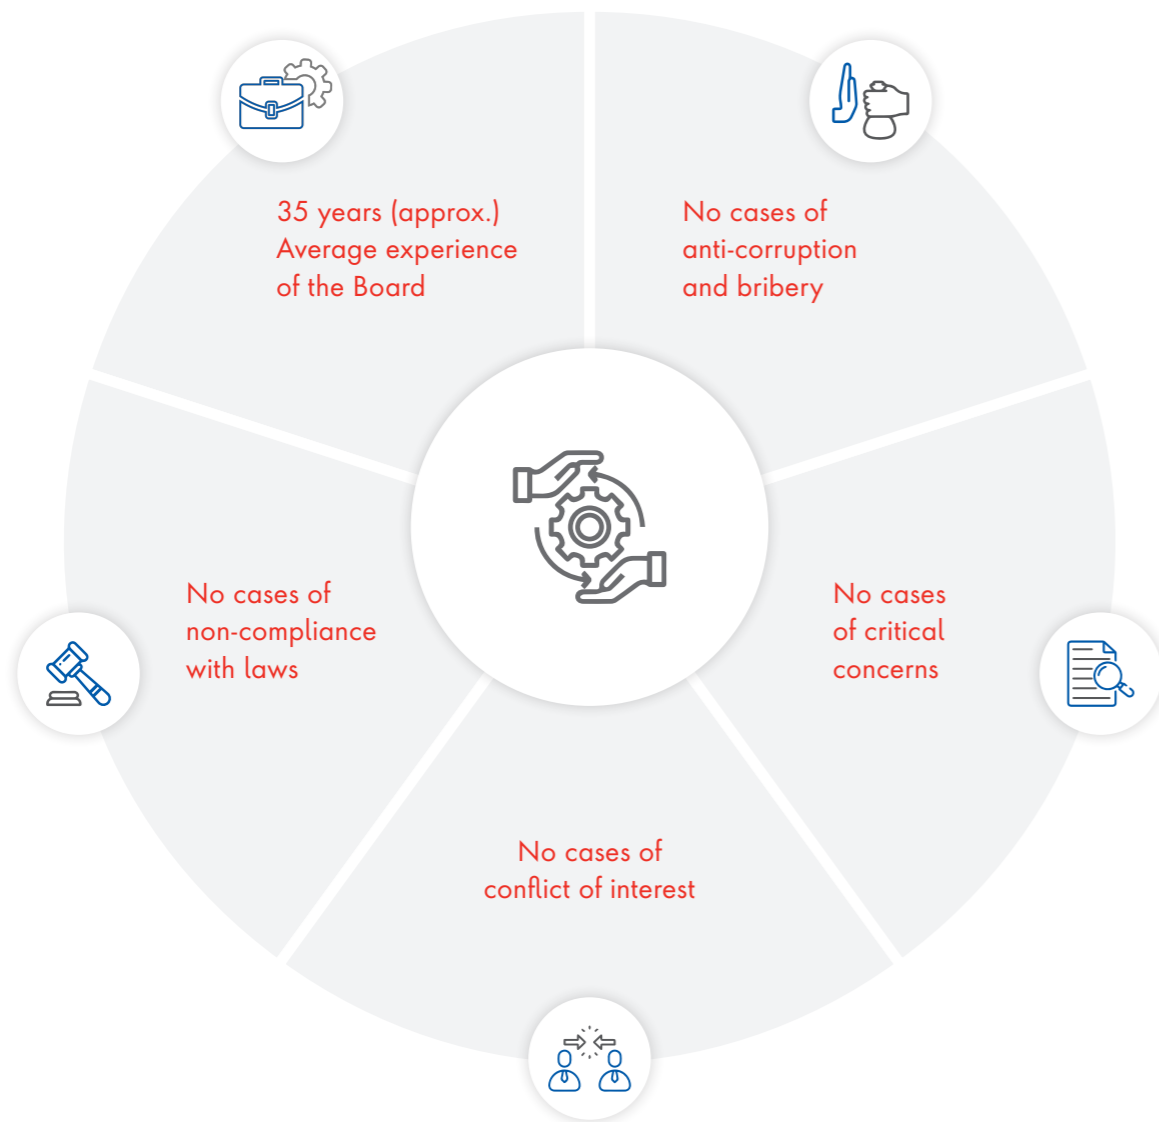 35 years (approx.)
Average experience
of the Board
No cases of
anti-corruption
and bribery
No cases
of critical
concerns
No cases of
conflict of interest
No cases of
non-compliance
with laws